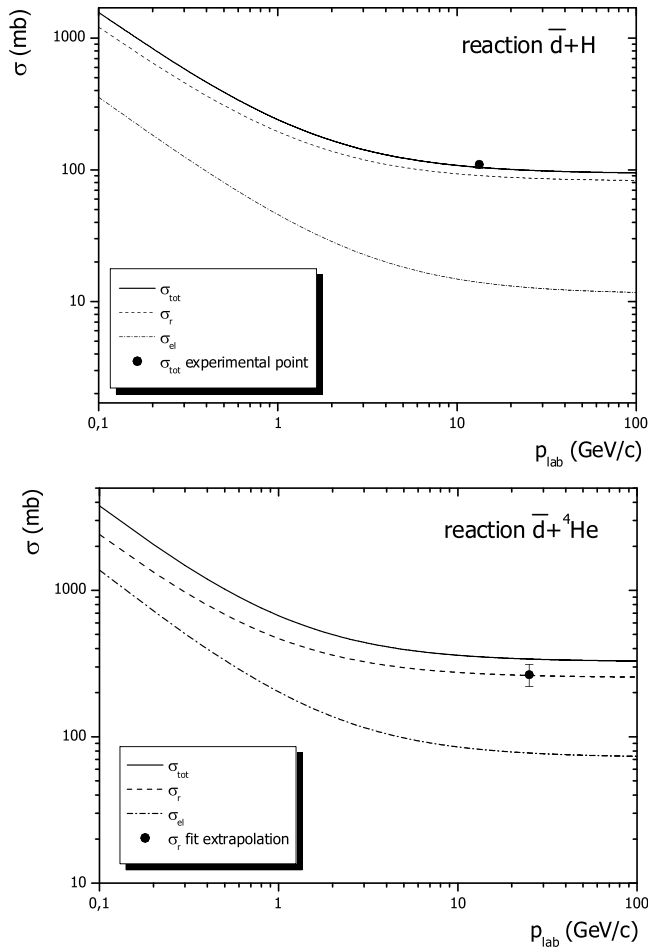 reaction d̅+H
σ (mb)
1000
100
10
σtot
σr
σel
σtot experimental point
0,1 1 10 100
plab (GeV/c)
reaction d̅+⁴He
σ (mb)
1000
100
10
σtot
σr
σel
σr fit extrapolation
0,1 1 10 100
plab (GeV/c)